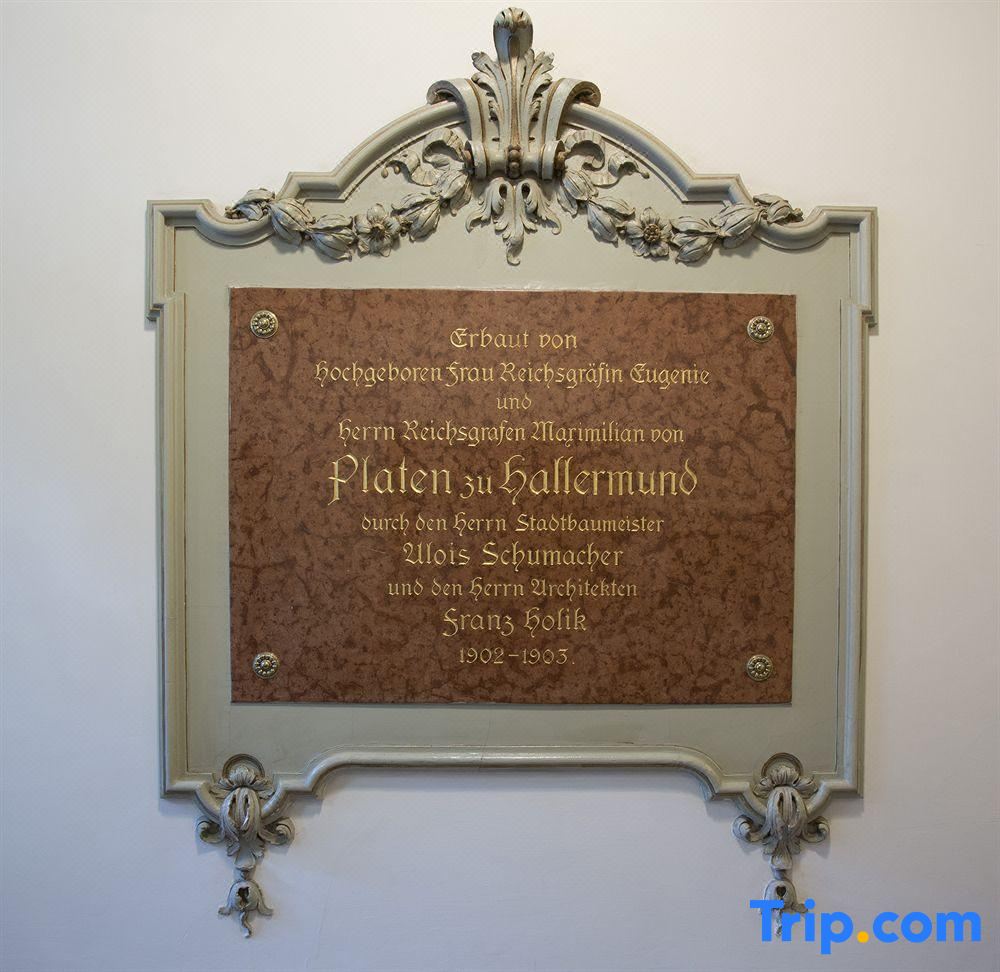 Erbaut von
Hochgeboren Frau Reichsgräfin Eugenie
und
Herrn Reichsgrafen Maximilian von
Platen zu Hallermund
durch den Herrn Stadtbaumeister
Alois Schumacher
und den Herrn Architekten
Franz Holik
1902-1903.
Trip.com